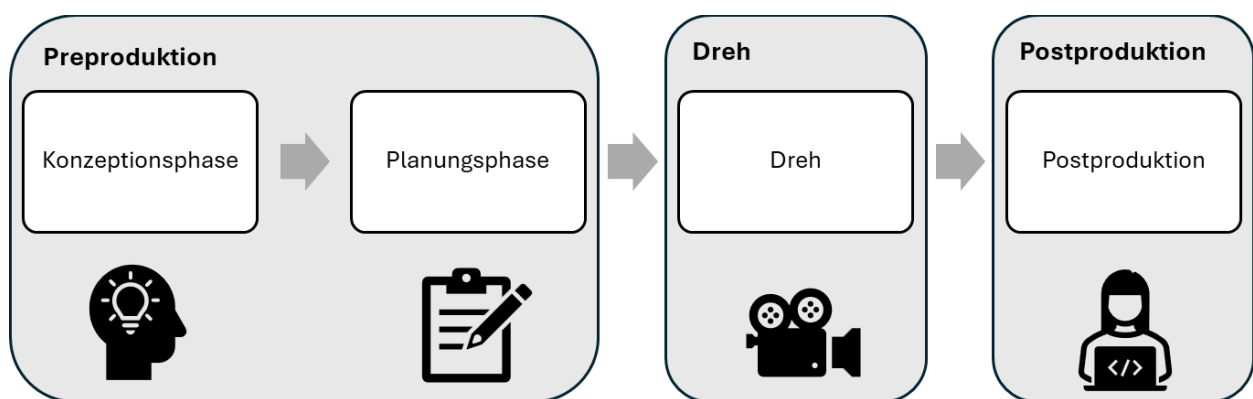 Preproduktion
Konzeptionsphase
Planungsphase
Dreh
Dreh
Postproduktion
Postproduktion
</>